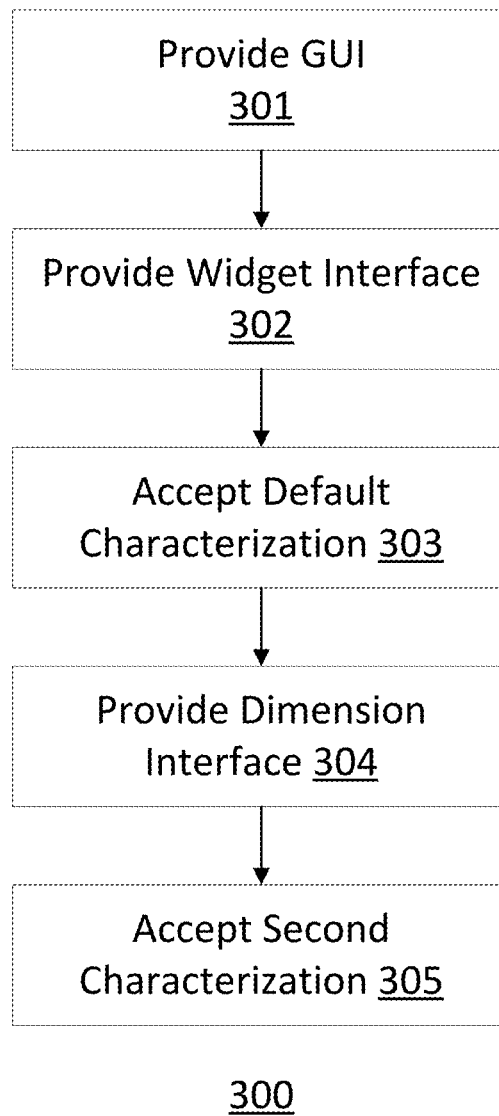 Provide GUI
301
Provide Widget Interface
302
Accept Default
Characterization 303
Provide Dimension
Interface 304
Accept Second
Characterization 305
300